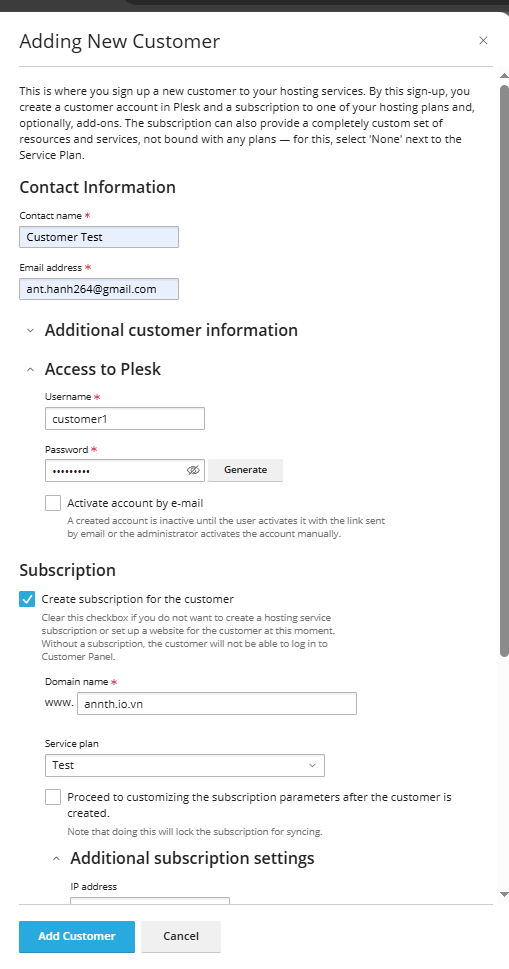 Adding New Customer
This is where you sign up a new customer to your hosting services. By this sign-up, you
create a customer account in Plesk and a subscription to one of your hosting plans and,
optionally, add-ons. The subscription can also provide a completely custom set of
resources and services, not bound with any plans — for this, select 'None' next to the
Service Plan.
Contact Information
Contact name *
Customer Test
Email address *
ant.hanh264@gmail.com
Additional customer information
Access to Plesk
Username *
customer1
Password *
•••••••••
Generate
Activate account by e-mail
A created account is inactive until the user activates it with the link sent
by email or the administrator activates the account manually.
Subscription
Create subscription for the customer
Clear this checkbox if you do not want to create a hosting service
subscription or set up a website for the customer at this moment.
Without a subscription, the customer will not be able to log in to
Customer Panel.
Domain name *
www. annth.io.vn
Service plan
Test
Proceed to customizing the subscription parameters after the customer is
created.
Note that doing this will lock the subscription for syncing.
Additional subscription settings
IP address
Add Customer
Cancel